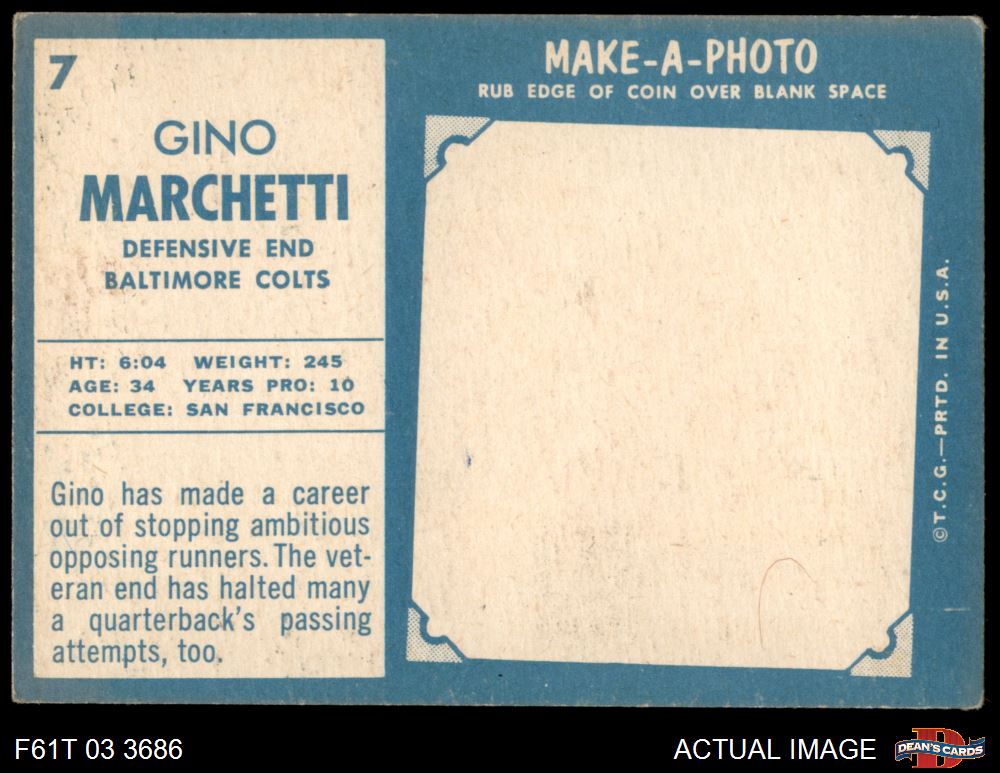 7
GINO
MARCHETTI
DEFENSIVE END
BALTIMORE COLTS
HT: 6:04 WEIGHT: 245
AGE: 34 YEARS PRO: 10
COLLEGE: SAN FRANCISCO
Gino has made a career
out of stopping ambitious
opposing runners. The vet-
eran end has halted many
a quarterback's passing
attempts, too.
MAKE-A-PHOTO
RUB EDGE OF COIN OVER BLANK SPACE
©T.C.G.—PRTD. IN U.S.A.
F61T 03 3686
ACTUAL IMAGE
D
DEAN'S CARDS